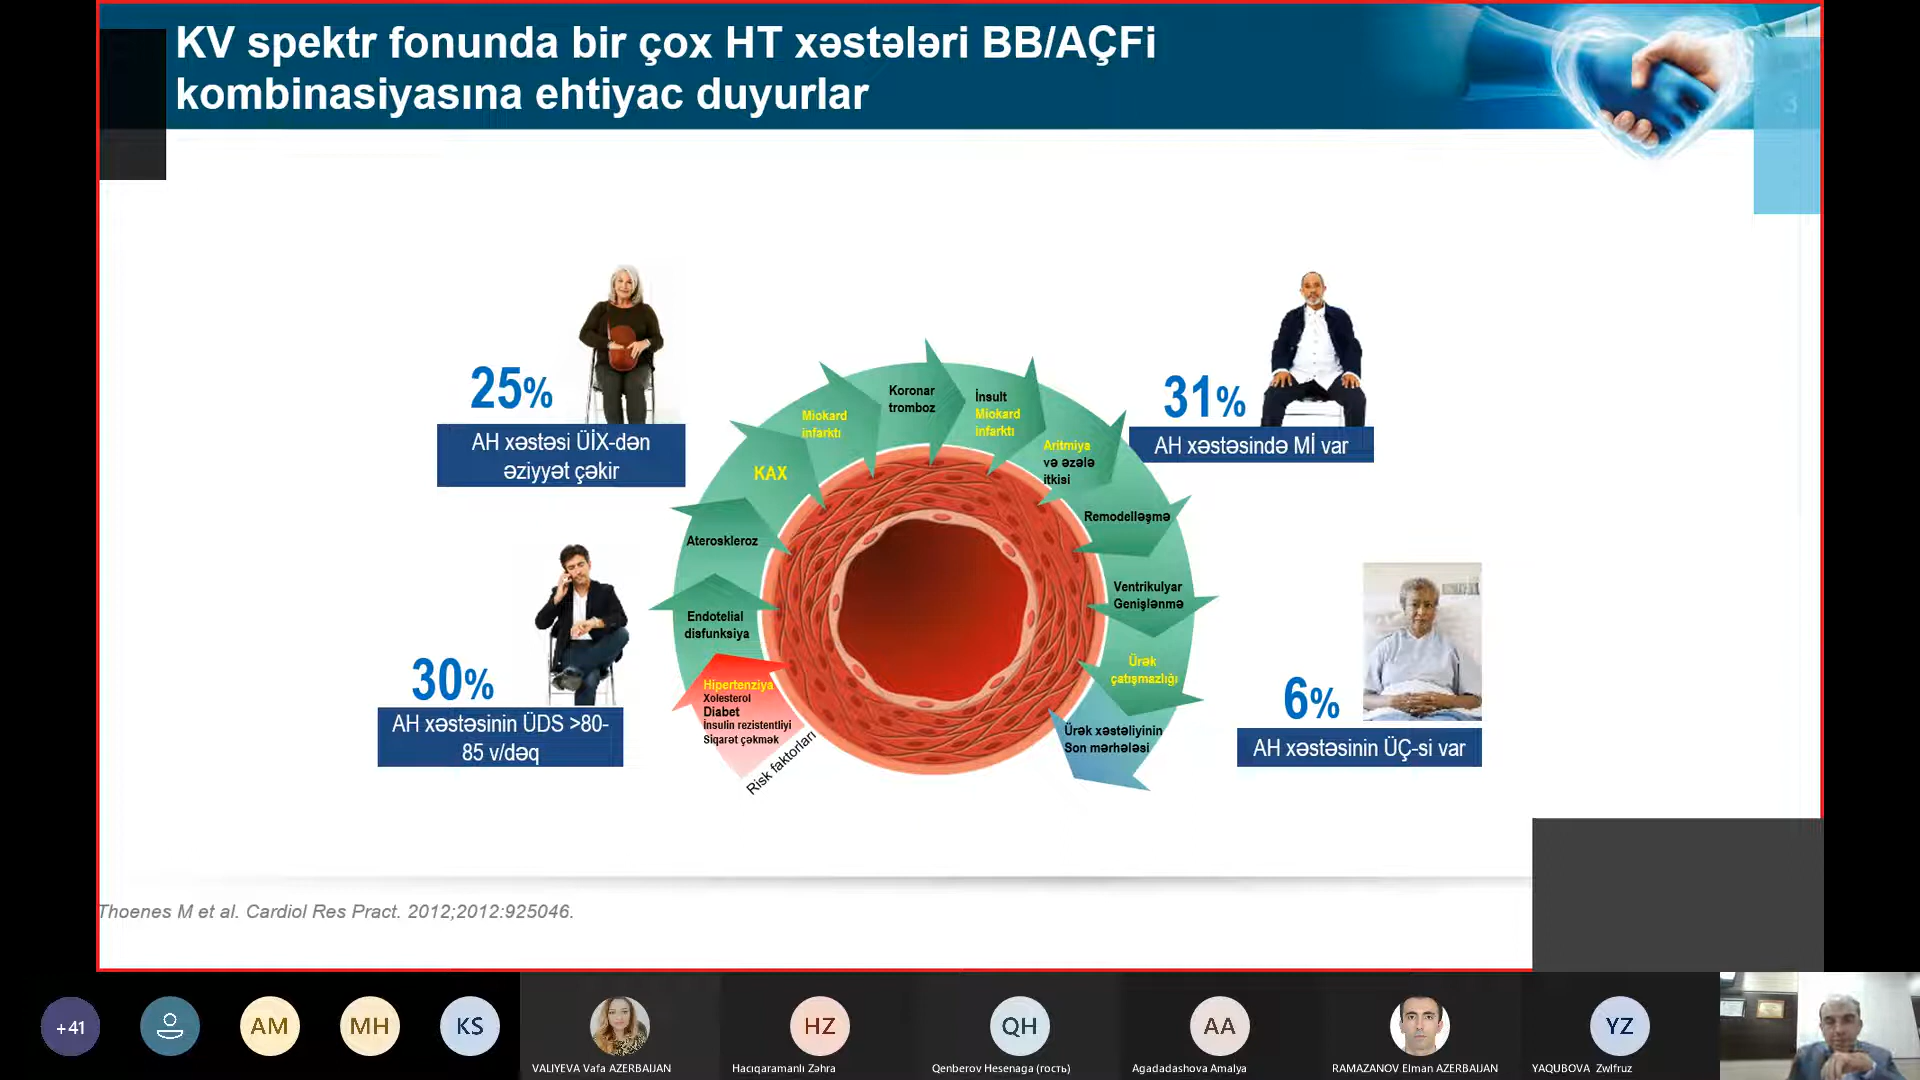 KV spektr fonunda bir çox HT xəstələri BB/AÇFi
kombinasiyasına ehtiyac duyurlar
3
25%
AH xəstəsi ÜİX-dən
əziyyət çəkir
30%
AH xəstəsinin ÜDS >80-
85 v/dəq
Risk faktorları
Hipertenziya
Xolesterol
Diabet
İnsulin rezistentliyi
Siqarət çəkmək
Endotelial
disfunksiya
Ateroskleroz
KAX
Miokard
infarktı
Koronar
tromboz
İnsult
Miokard
infarktı
Aritmiya
və əzələ
itkisi
Remodelləşmə
Ventrikulyar
Genişlənmə
Ürək
çatışmazlığı
Ürək xəstəliyinin
Son mərhələsi
31%
AH xəstəsində Mİ var
6%
AH xəstəsinin ÜÇ-si var
Thoenes M et al. Cardiol Res Pract. 2012;2012:925046.
+41
AM
MH
KS
HZ
QH
AA
YZ
VALIYEVA Vafa AZERBAIJAN
Hacıqaramanlı Zəhra
Qenberov Hesenaga (гость)
Agadadashova Amalya
RAMAZANOV Elman AZERBAIJAN
YAQUBOVA Zwlfruz